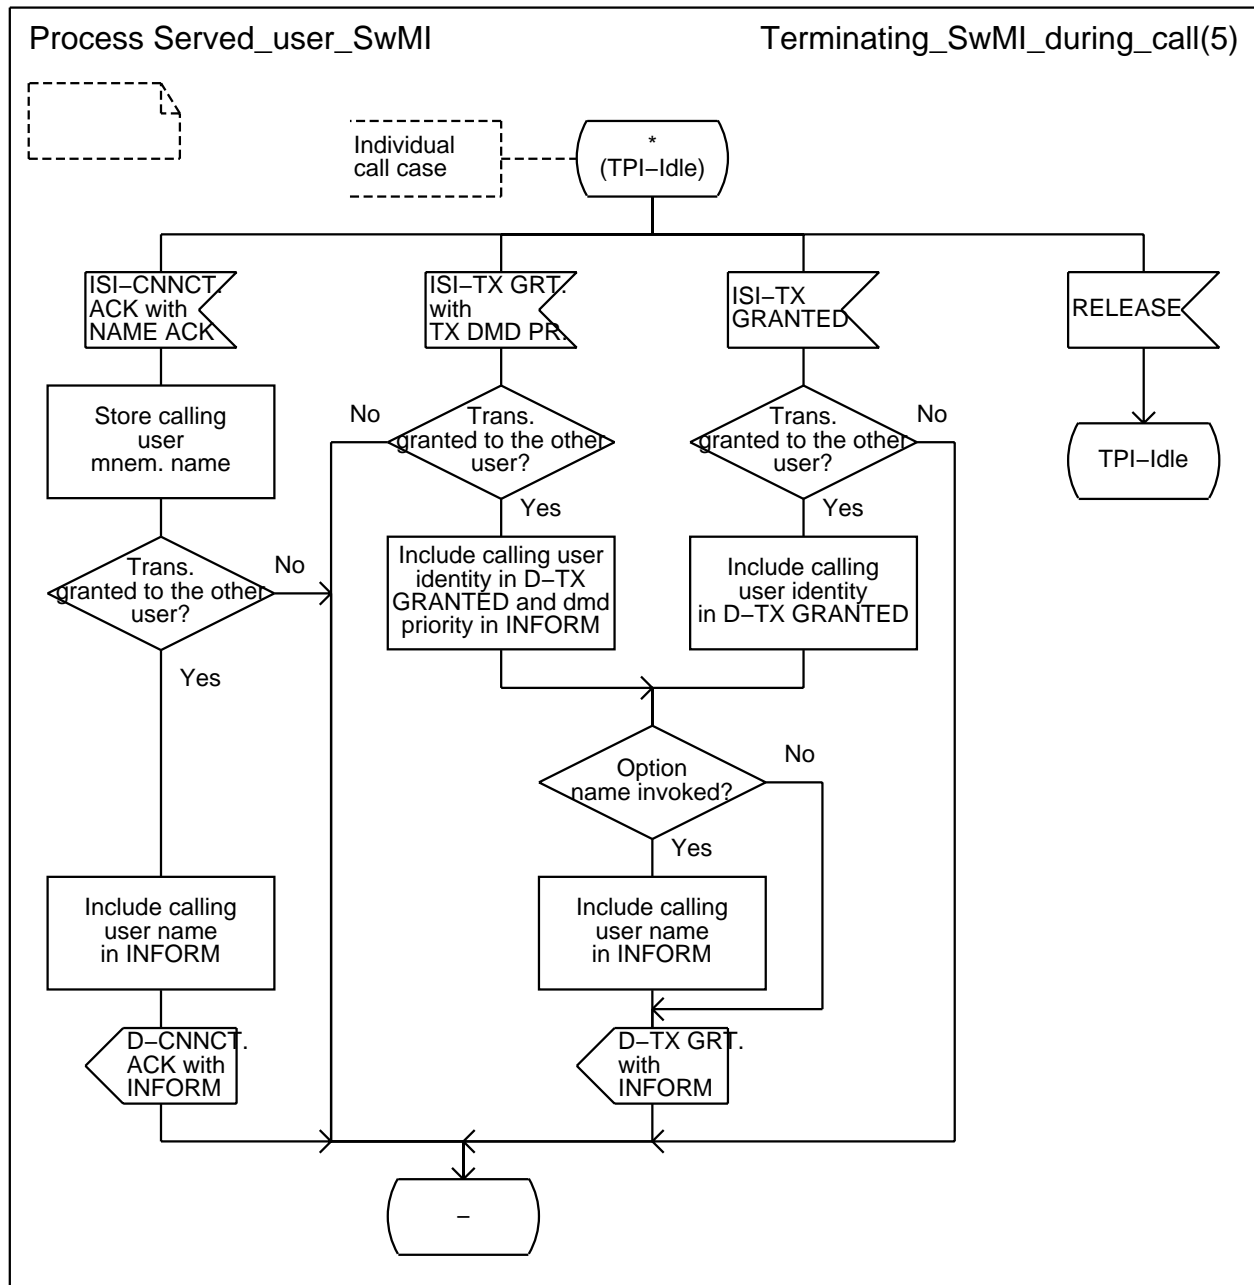 Process Served_user_SwMI
Terminating_SwMI_during_call(5)
Individual
call case
*
(TPI–Idle)
ISI–CNNCT.
ACK with
NAME ACK
ISI–TX GRT.
with
TX DMD PR.
ISI–TX
GRANTED
RELEASE
Store calling
user
mnem. name
No
Trans.
granted to the other
user?
Yes
Trans.
granted to the other
user?
No
Yes
TPI–Idle
Trans.
granted to the other
user?
No
Yes
Include calling user
identity in D–TX
GRANTED and dmd
priority in INFORM
Include calling
user identity
in D–TX GRANTED
Option
name invoked?
No
Yes
Include calling
user name
in INFORM
Include calling
user name
in INFORM
D–CNNCT.
ACK with
INFORM
D–TX GRT.
with
INFORM
–